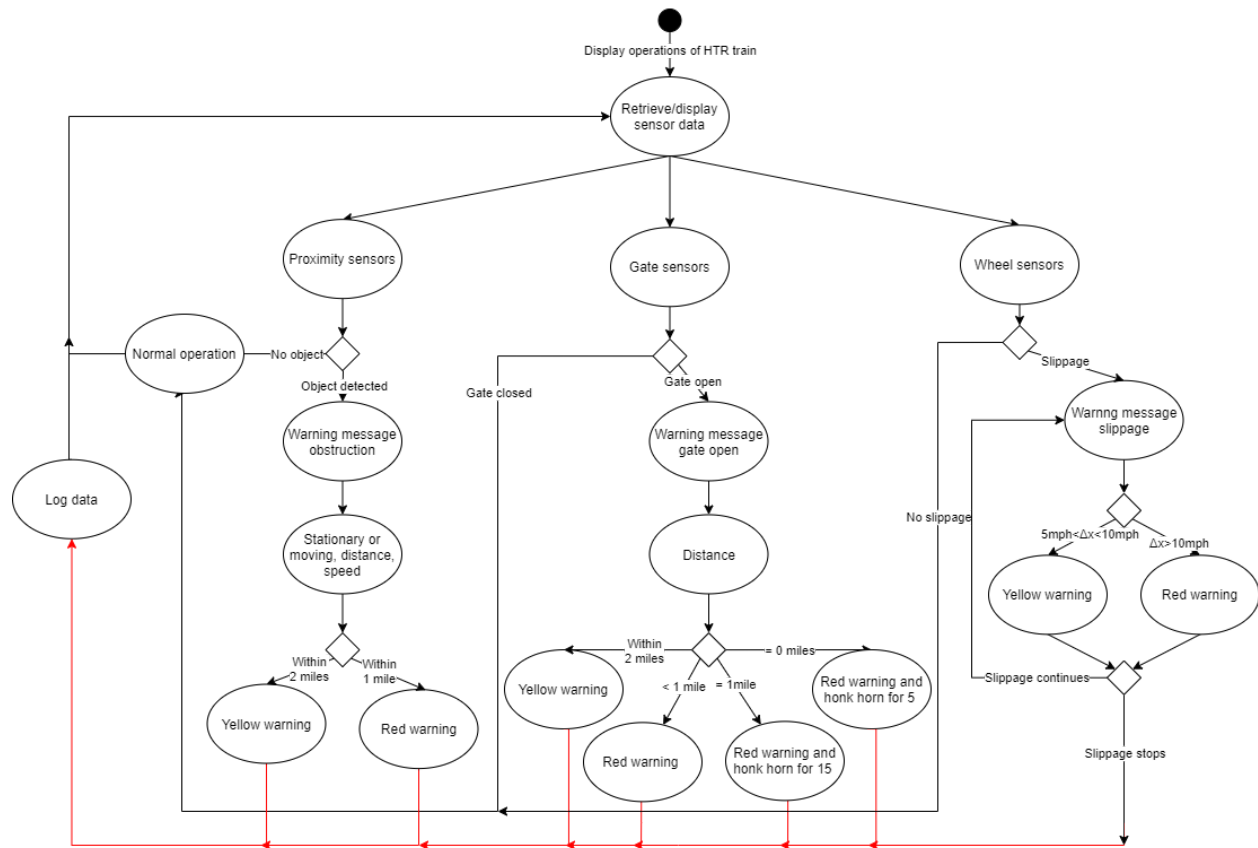 Display operations of HTR train
Retrieve/display
sensor data
Proximity sensors
Gate sensors
Wheel sensors
Normal operation
No object
Object detected
Gate closed
Gate open
Slippage
Warning message
obstruction
Warning message
gate open
Warnng message
slippage
Log data
No slippage
Stationary or
moving, distance,
speed
Distance
5mph<Δx<10mph
Δx>10mph
Yellow warning
Red warning
Within
2 miles
Within
1 mile
Within
2 miles
< 1 mile
= 1mile
= 0 miles
Slippage continues
Yellow warning
Red warning
Yellow warning
Red warning
Red warning and
honk horn for 15
Red warning and
honk horn for 5
Slippage stops